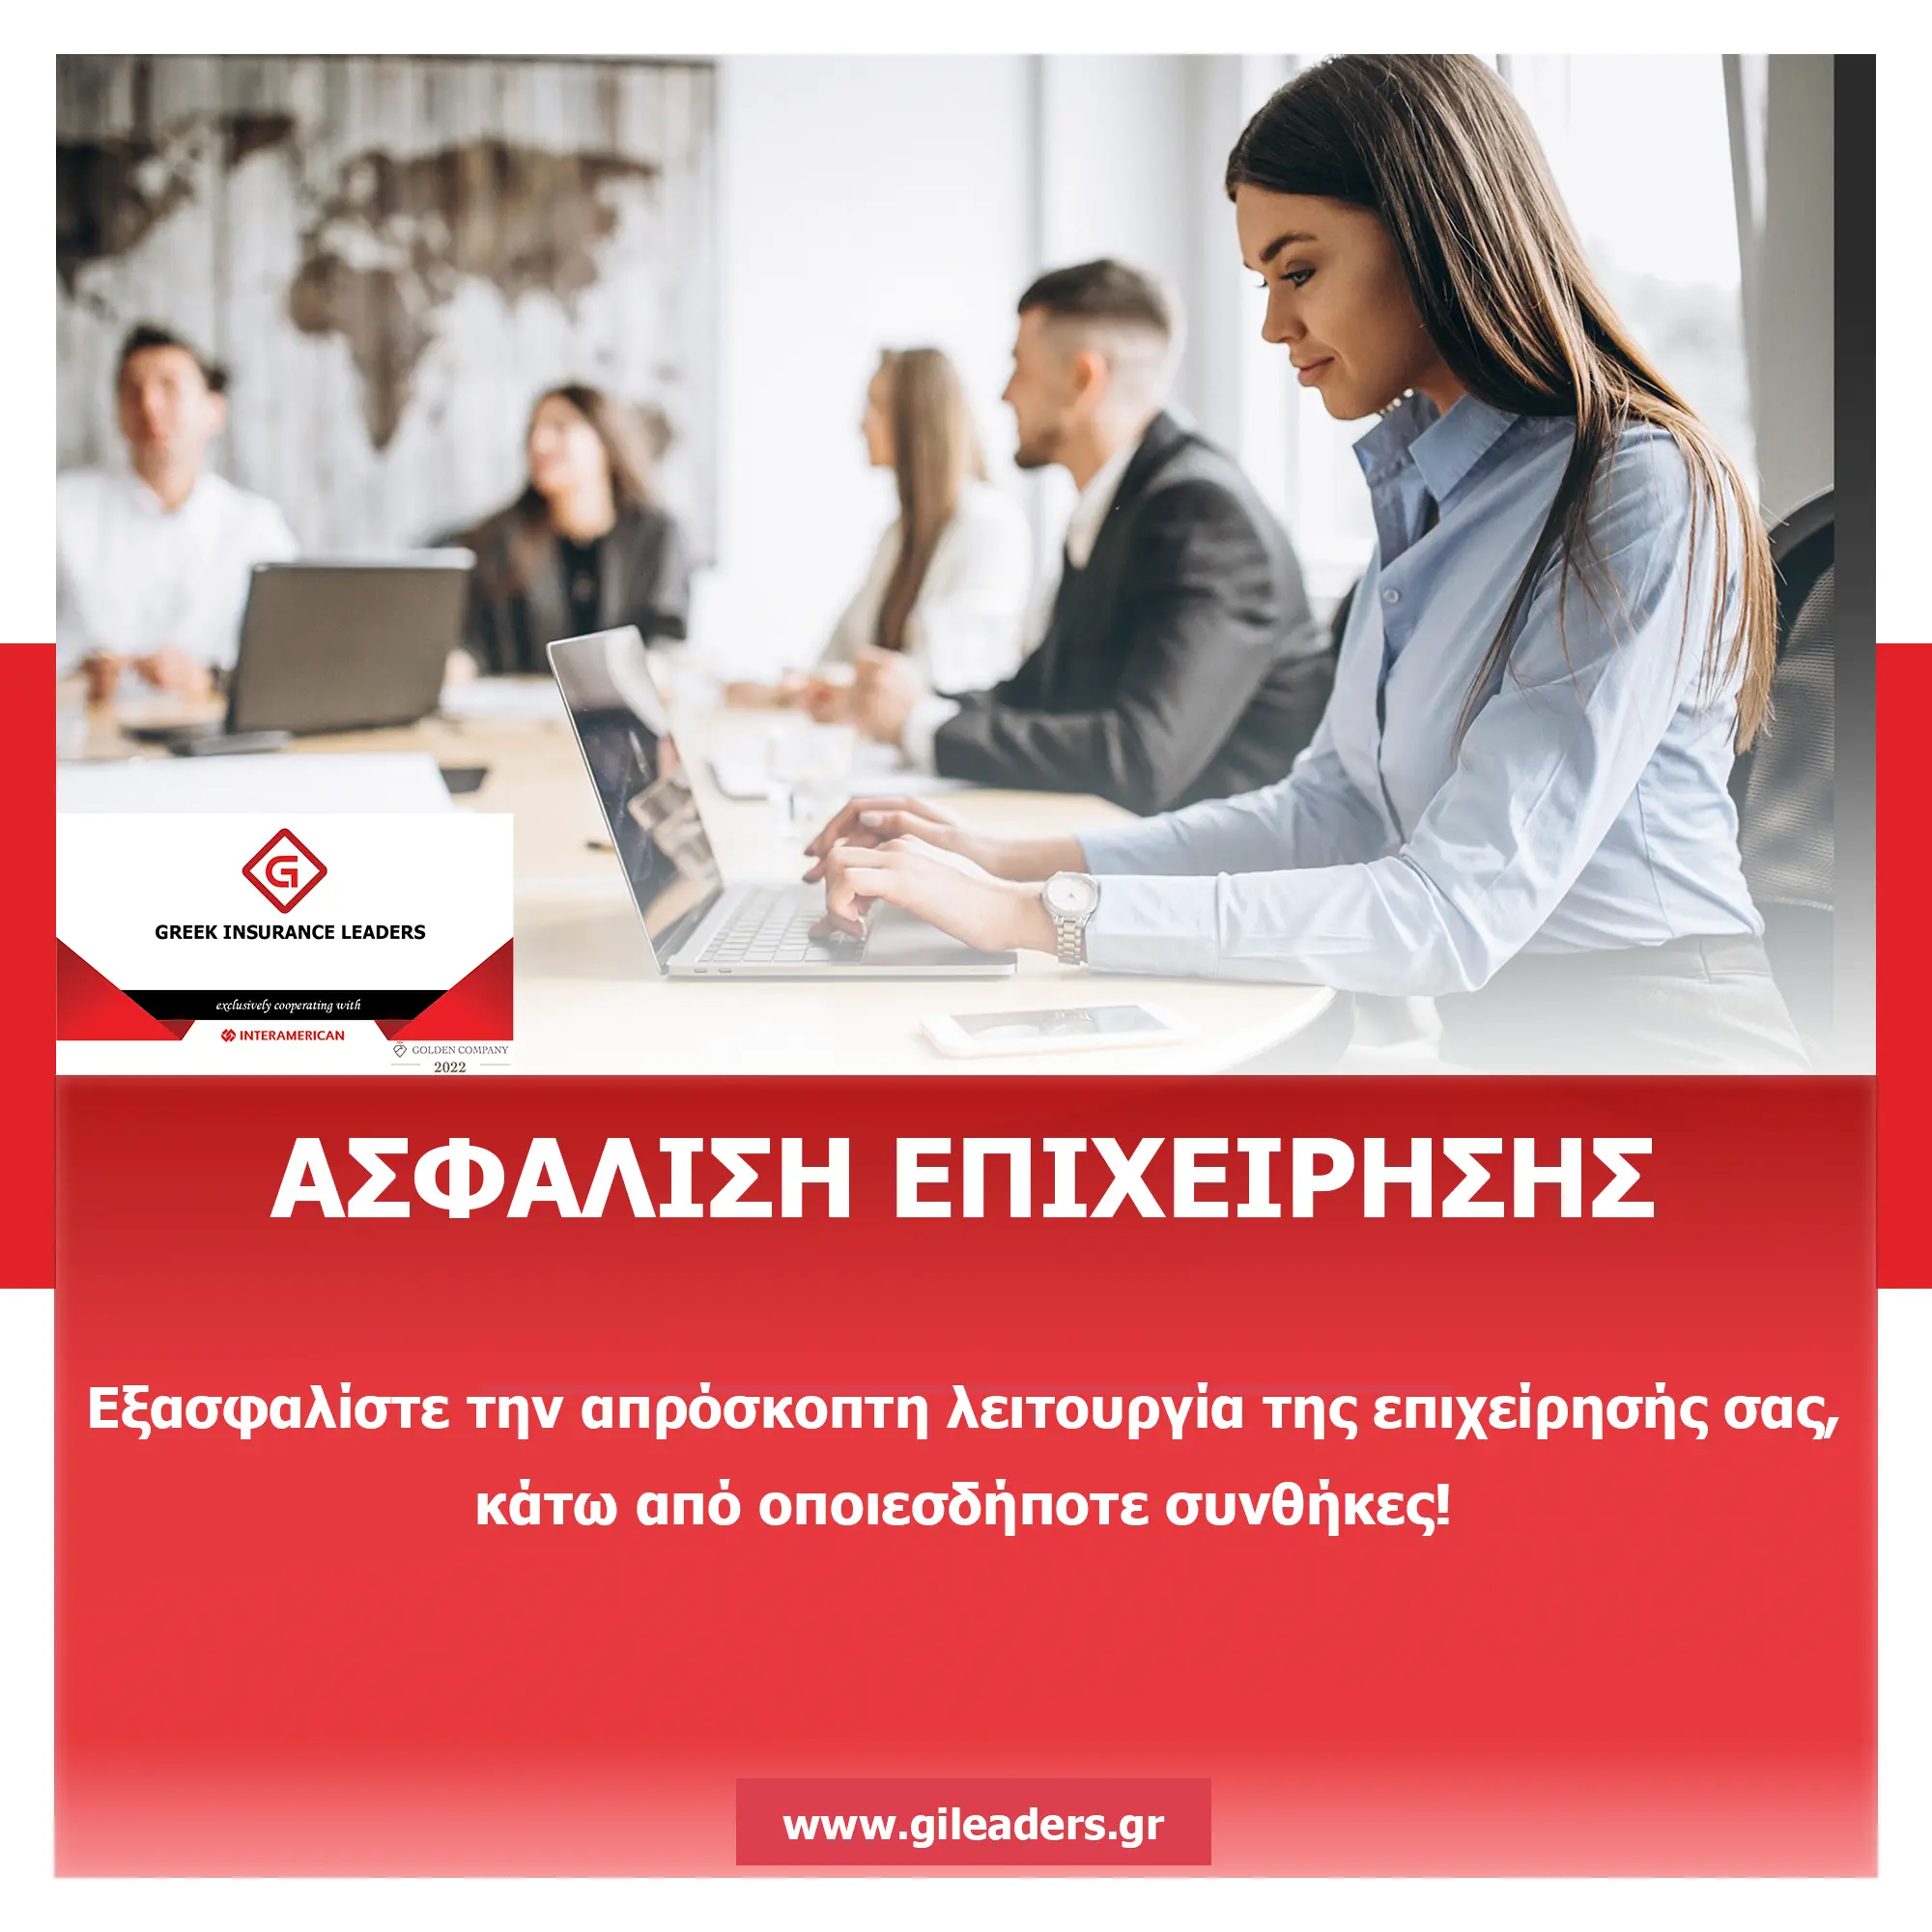 GREEK INSURANCE LEADERS
exclusively cooperating with
INTERAMERICAN
GOLDEN COMPANY
2022
ΑΣΦΑΛΙΣΗ ΕΠΙΧΕΙΡΗΣΗΣ
Εξασφαλίστε την απρόσκοπτη λειτουργία της επιχείρησής σας,
κάτω από οποιεσδήποτε συνθήκες!
www.gileaders.gr